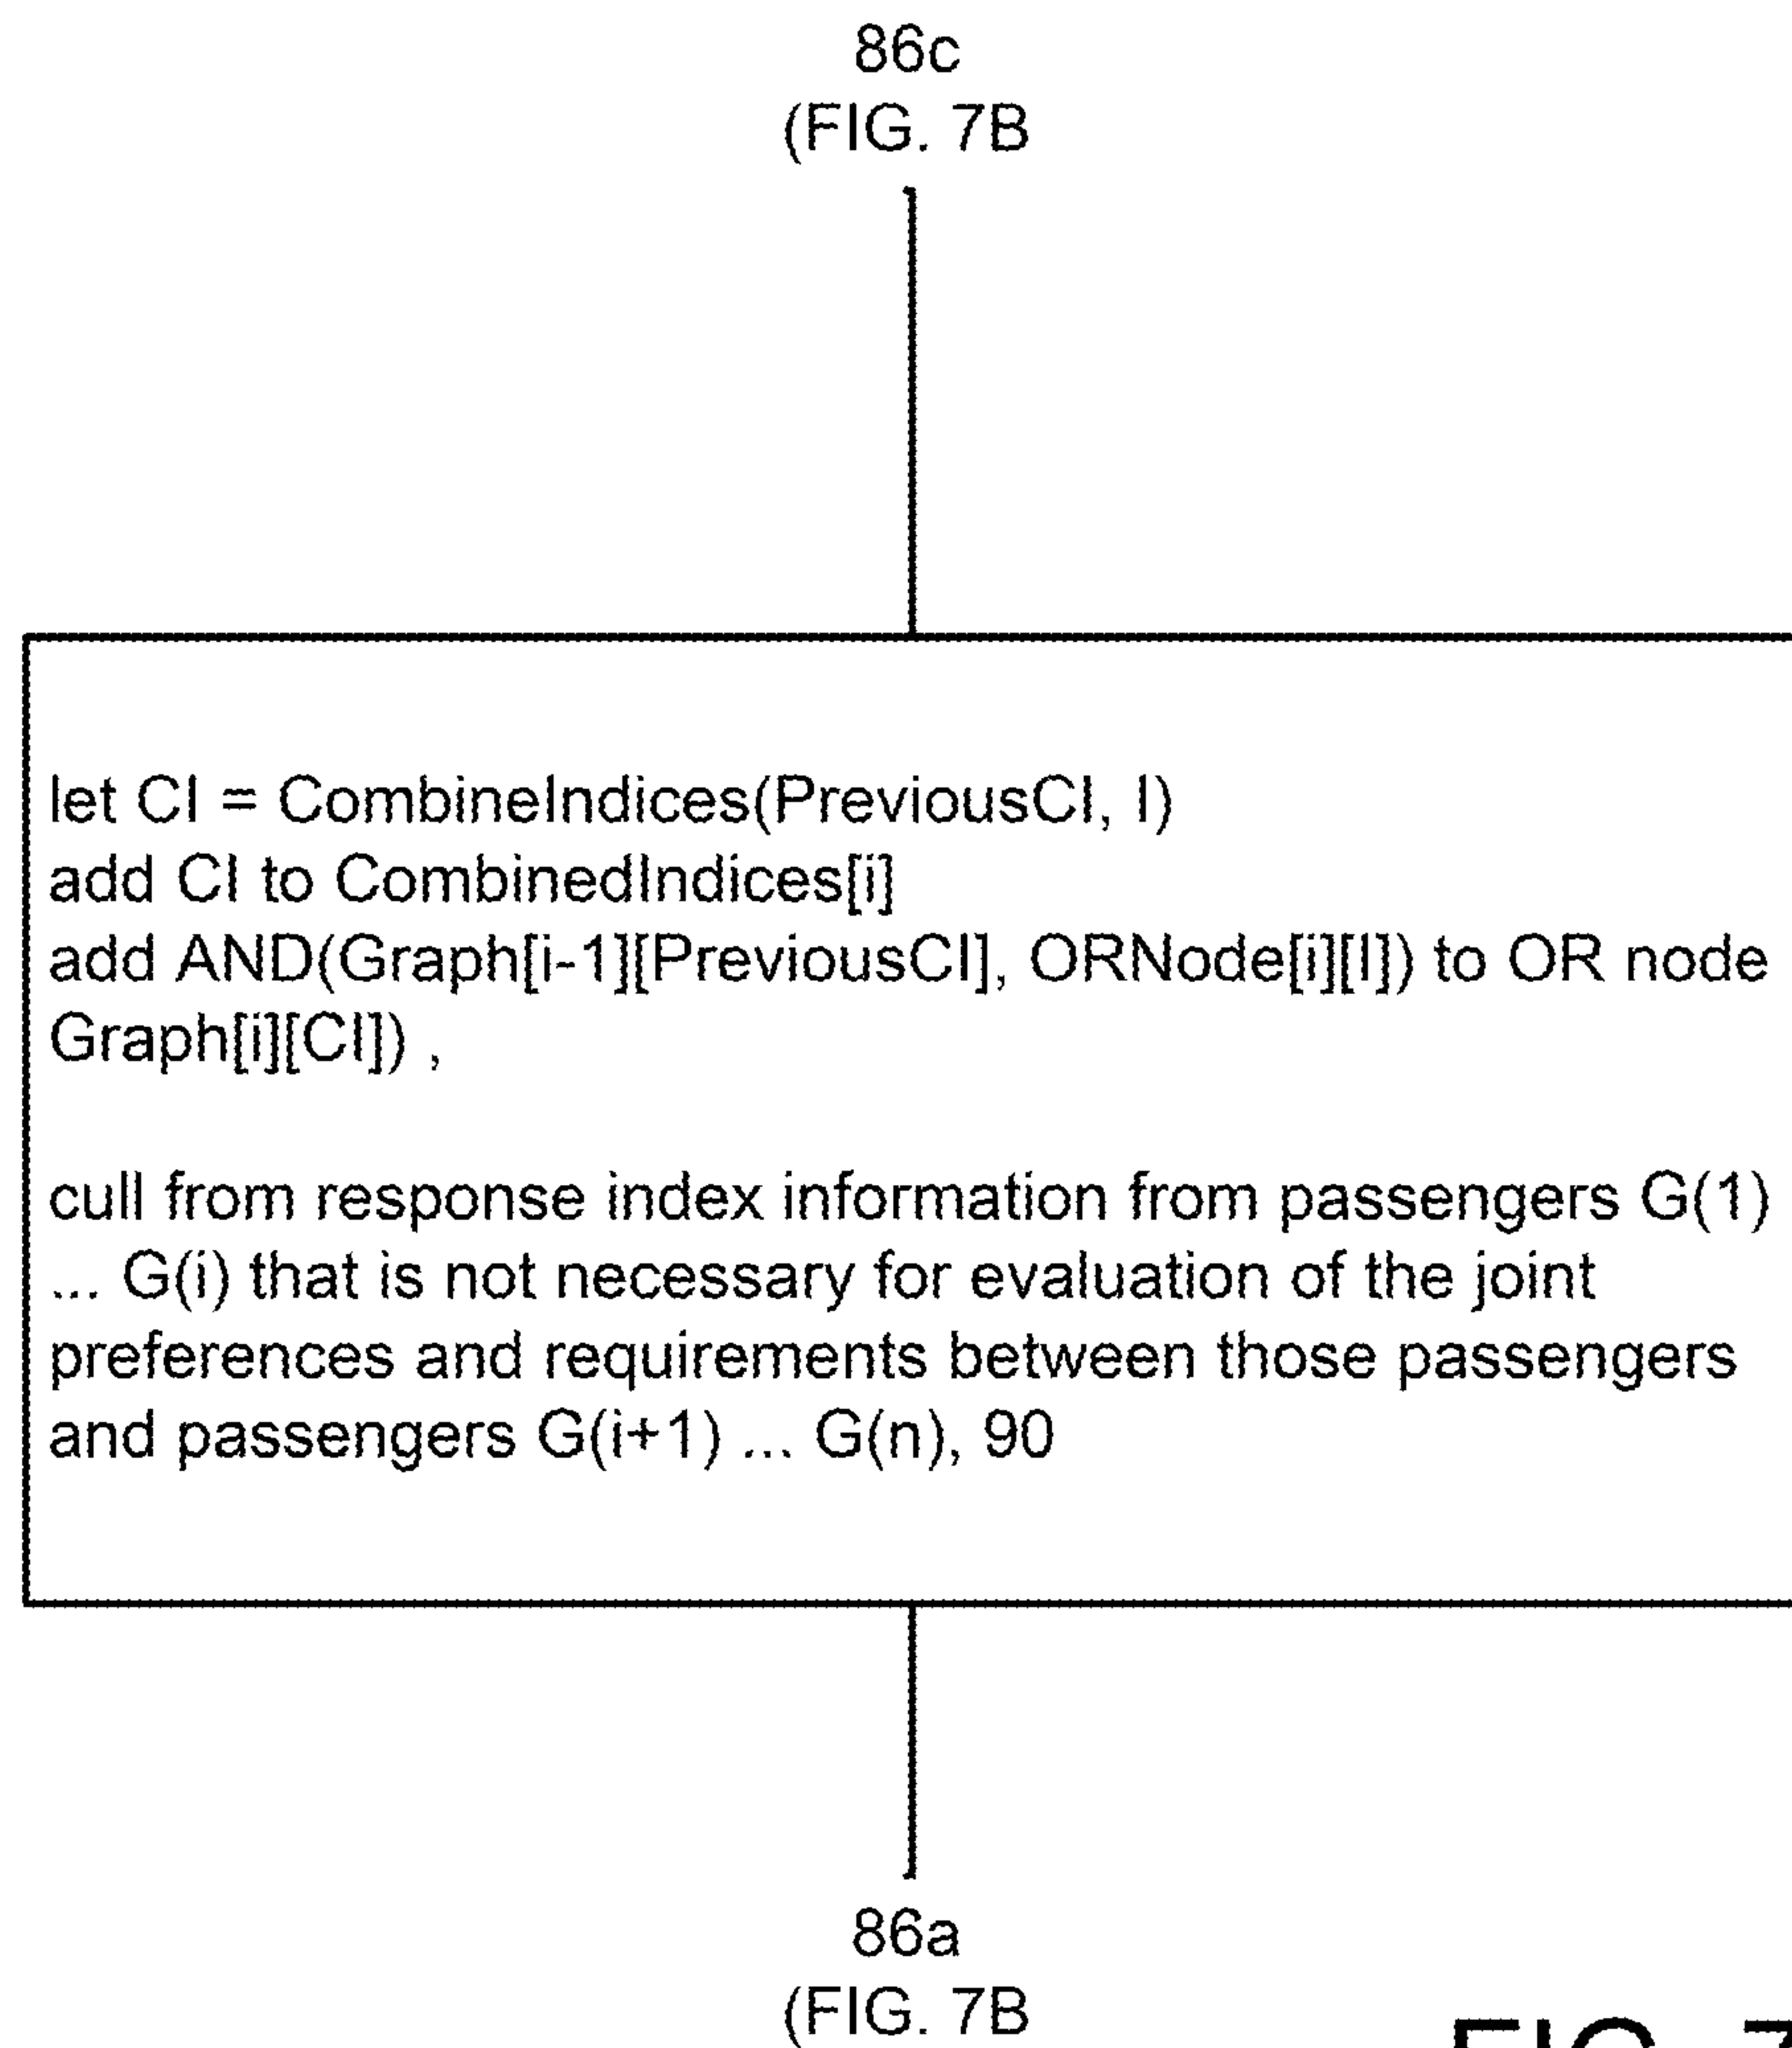 86c
(FIG. 7B
let CI = CombineIndices(PreviousCI, I)
add CI to CombinedIndices[i]
add AND(Graph[i-1][PreviousCI], ORNode[i][I]) to OR node
Graph[i][CI]) ,
cull from response index information from passengers G(1)
... G(i) that is not necessary for evaluation of the joint
preferences and requirements between those passengers
and passengers G(i+1) ... G(n), 90
86a
(FIG. 7B
FIG. 7